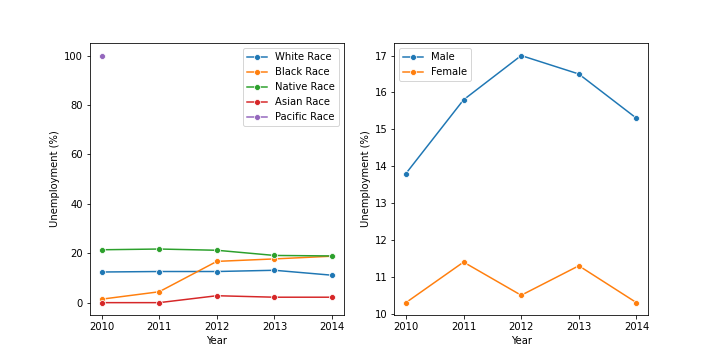 100
80
60
40
20
0
Unemployment (%)
White Race
Black Race
Native Race
Asian Race
Pacific Race
2010 2011 2012 2013 2014
Year
17
16
15
14
13
12
11
10
Unemployment (%)
Male
Female
2010 2011 2012 2013 2014
Year